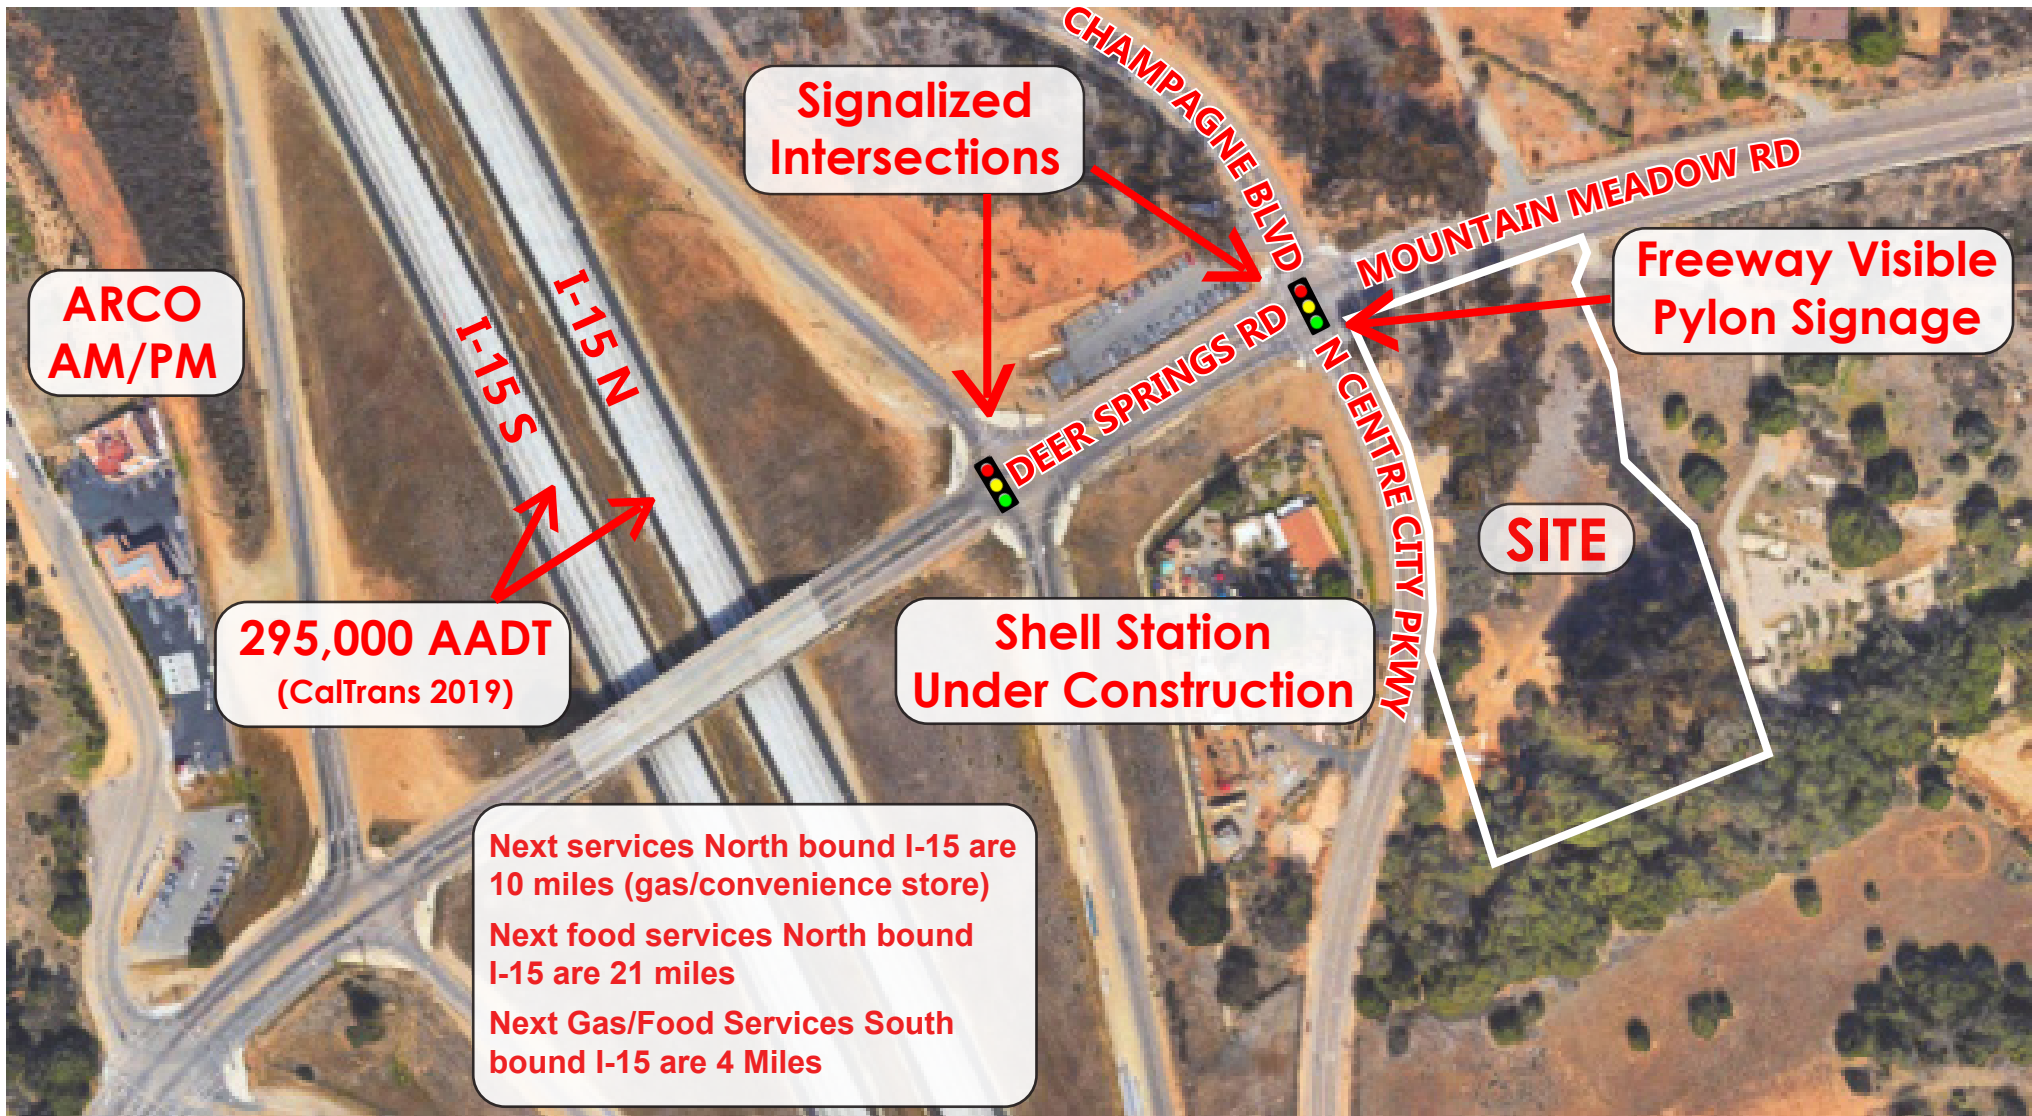 CHAMPAGNE BLVD
Signalized
Intersections
MOUNTAIN MEADOW RD
Freeway Visible
Pylon Signage
ARCO
AM/PM
I-15 S
I-15 N
DEER SPRINGS RD
N CENTRE CITY PKWY
SITE
295,000 AADT
(CalTrans 2019)
Shell Station
Under Construction
Next services North bound I-15 are
10 miles (gas/convenience store)
Next food services North bound
I-15 are 21 miles
Next Gas/Food Services South
bound I-15 are 4 Miles